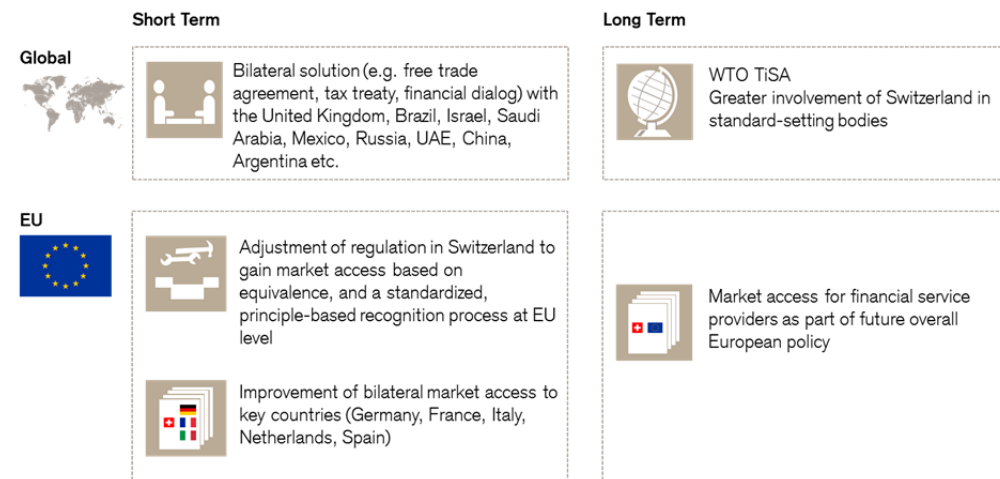 Short Term
Long Term
Global
Bilateral solution (e.g. free trade
agreement, tax treaty, financial dialog) with
the United Kingdom, Brazil, Israel, Saudi
Arabia, Mexico, Russia, UAE, China,
Argentina etc.
WTO TiSA
Greater involvement of Switzerland in
standard-setting bodies
EU
Adjustment of regulation in Switzerland to
gain market access based on
equivalence, and a standardized,
principle-based recognition process at EU
level
Improvement of bilateral market access to
key countries (Germany, France, Italy,
Netherlands, Spain)
Market access for financial service
providers as part of future overall
European policy